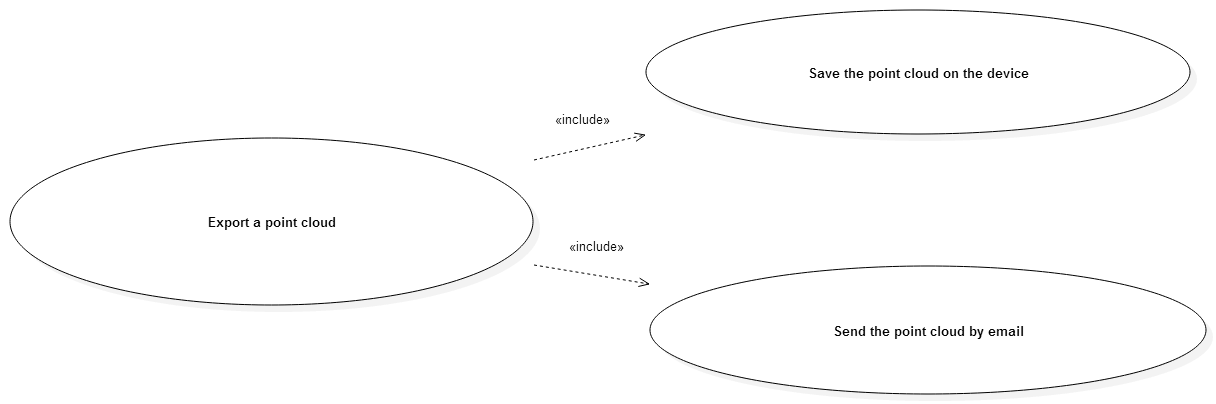 Save the point cloud on the device
«include»
Export a point cloud
«include»
Send the point cloud by email